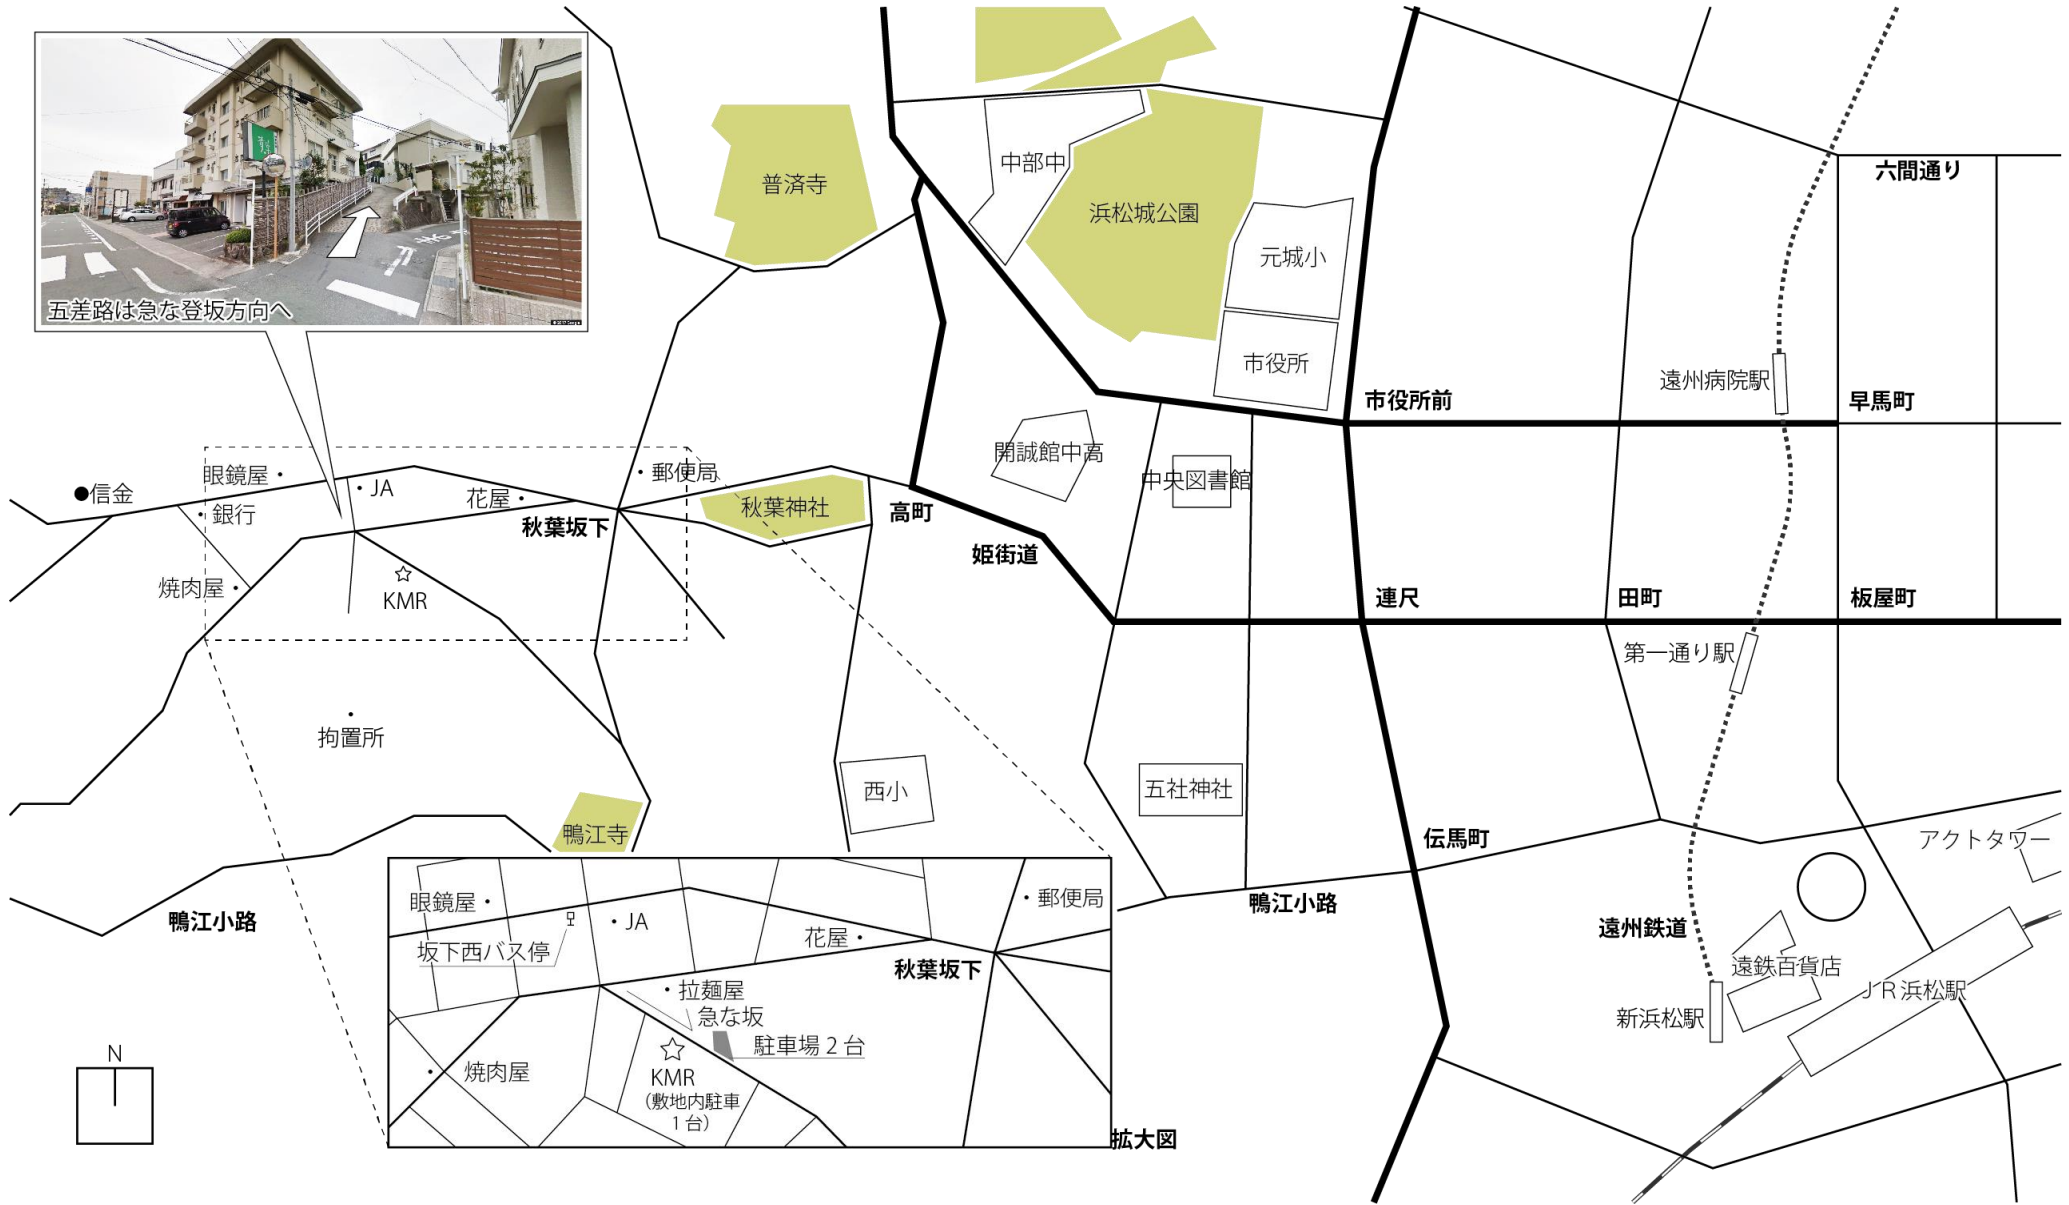 五差路は急な登坂方向へ
普済寺
中部中
浜松城公園
元城小
市役所
六間通り
市役所前
遠州病院駅
早馬町
開誠館中高
中央図書館
●信金
眼鏡屋・
・銀行
・JA
花屋・
秋葉坂下
・郵便局
秋葉神社
高町
姫街道
焼肉屋・
☆
KMR
連尺
田町
板屋町
第一通り駅
・
拘置所
西小
五社神社
鴨江寺
伝馬町
アクトタワー
鴨江小路
鴨江小路
遠州鉄道
遠鉄百貨店
JR浜松駅
新浜松駅
眼鏡屋・
坂下西バス停
・JA
花屋・
秋葉坂下
・郵便局
・拉麺屋
急な坂
駐車場2台
・焼肉屋
☆
KMR
（敷地内駐車
1台）
拡大図
N